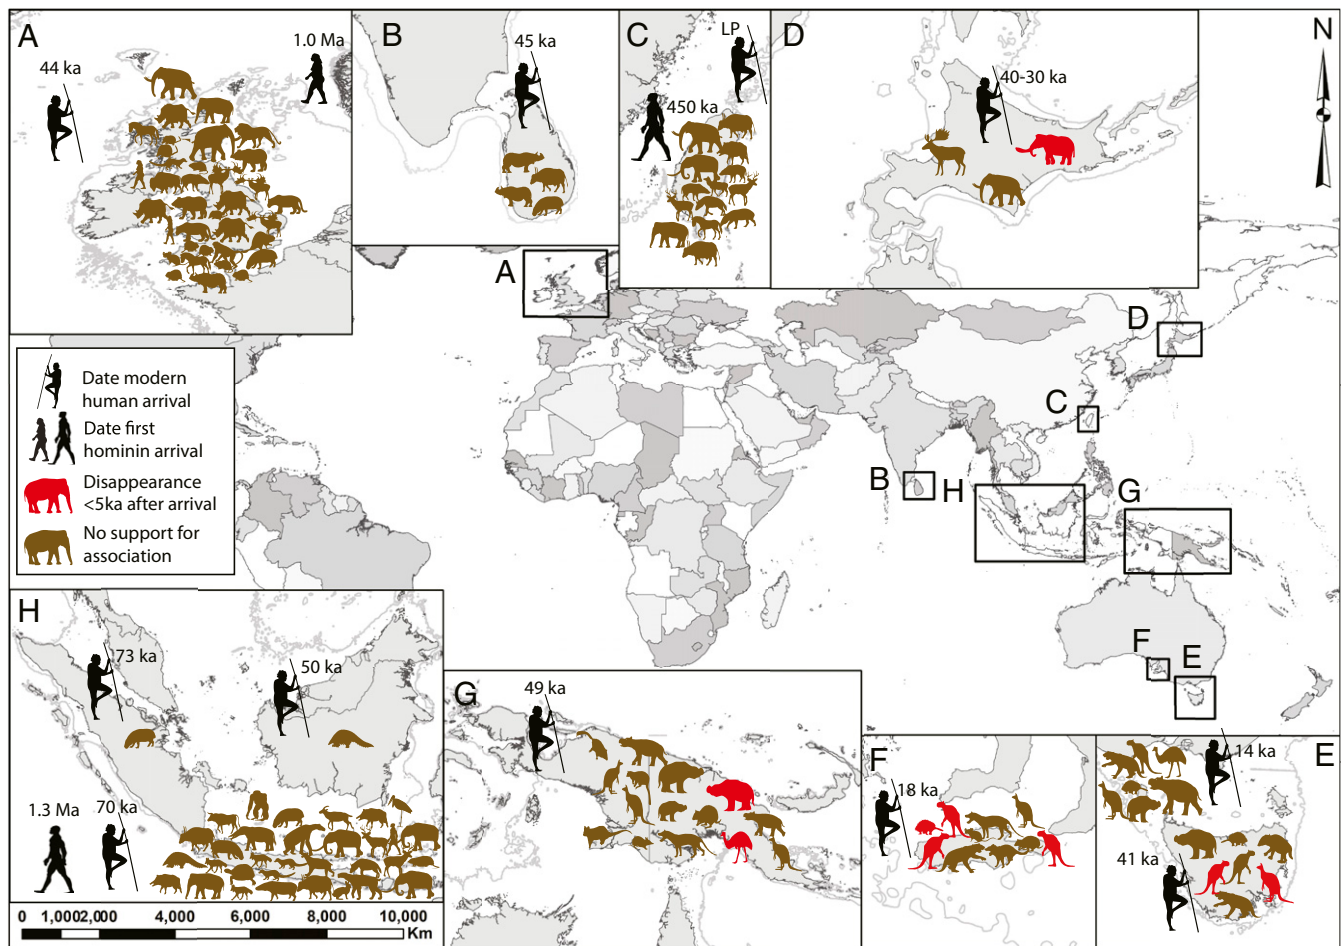 A
44 ka
1.0 Ma
B
45 ka
C
LP
450 ka
D
40-30 ka
N
A
D
C
B
H
G
F
E
Date modern
human arrival
Date first
hominin arrival
Disappearance
<5ka after arrival
No support for
association
H
73 ka
50 ka
1.3 Ma
70 ka
0 1,000 2,000 4,000 6,000 8,000 10,000
Km
G
49 ka
F
18 ka
E
14 ka
41 ka